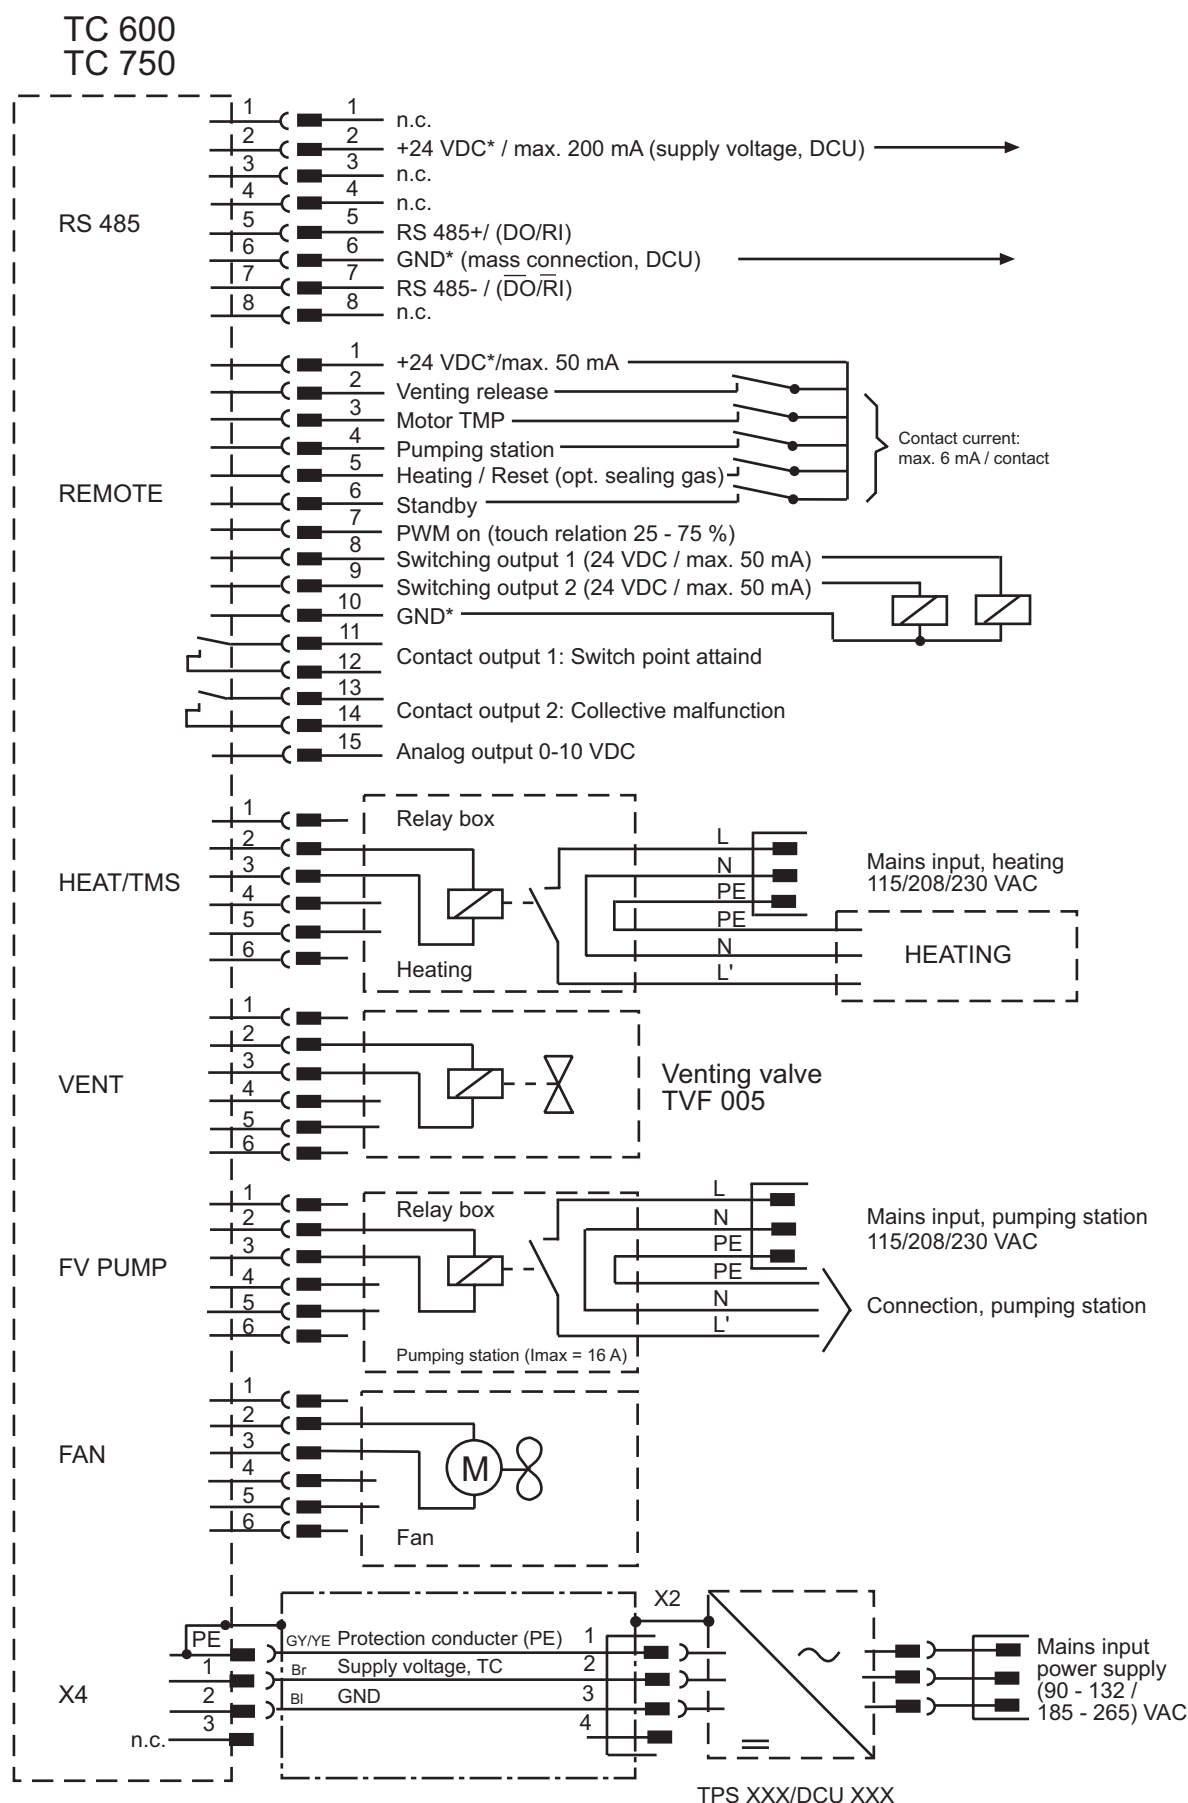 TC 600
TC 750
RS 485
1 1 n.c.
2 2 +24 VDC* / max. 200 mA (supply voltage, DCU)
3 3 n.c.
4 4 n.c.
5 5 RS 485+/ (DO/RI)
6 6 GND* (mass connection, DCU)
7 7 RS 485- / (D̅O̅/R̅I̅)
8 8 n.c.
REMOTE
1 +24 VDC*/max. 50 mA
2 Venting release
3 Motor TMP
4 Pumping station
5 Heating / Reset (opt. sealing gas)
6 Standby
Contact current:
max. 6 mA / contact
7 PWM on (touch relation 25 - 75 %)
8 Switching output 1 (24 VDC / max. 50 mA)
9 Switching output 2 (24 VDC / max. 50 mA)
10 GND*
11
12
Contact output 1: Switch point attaind
13
14
Contact output 2: Collective malfunction
15 Analog output 0-10 VDC
HEAT/TMS
1
2
3
4
5
6
Relay box
Heating
L
N
PE
PE
N
L'
Mains input, heating
115/208/230 VAC
HEATING
VENT
1
2
3
4
5
6
Venting valve
TVF 005
FV PUMP
1
2
3
4
5
6
Relay box
Pumping station (Imax = 16 A)
L
N
PE
PE
N
L'
Mains input, pumping station
115/208/230 VAC
Connection, pumping station
FAN
1
2
3
4
5
6
M
Fan
X4
PE GY/YE Protection conducter (PE) 1
1 Br Supply voltage, TC 2
2 Bl GND 3
n.c. 3 4
X2
Mains input
power supply
(90 - 132 /
185 - 265) VAC
TPS XXX/DCU XXX